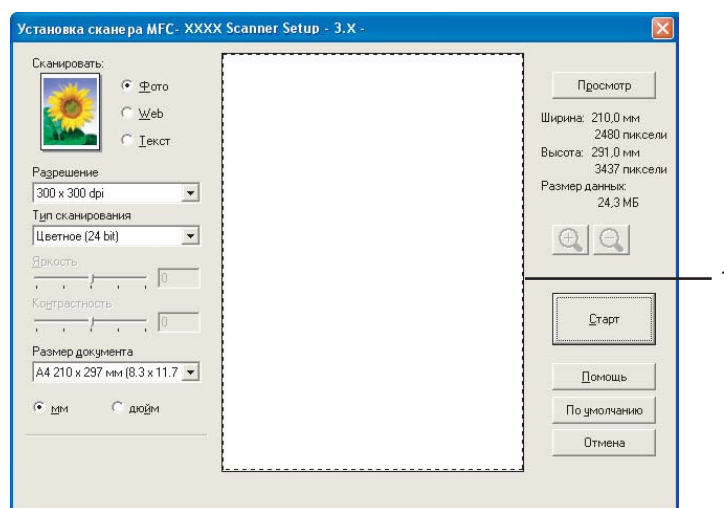 Установка сканера MFC- XXXX Scanner Setup - 3.X -
Сканировать:
Фото
Web
Текст
Разрешение
300 x 300 dpi
Тип сканирования
Цветное (24 bit)
Яркость
0
Контрастность
0
Размер документа
A4 210 x 297 мм (8.3 x 11.7
мм
дюйм
Просмотр
Ширина: 210,0 мм
2480 пиксели
Высота: 291,0 мм
3437 пиксели
Размер данных:
24,3 МБ
Старт
Помощь
По умолчанию
Отмена
1